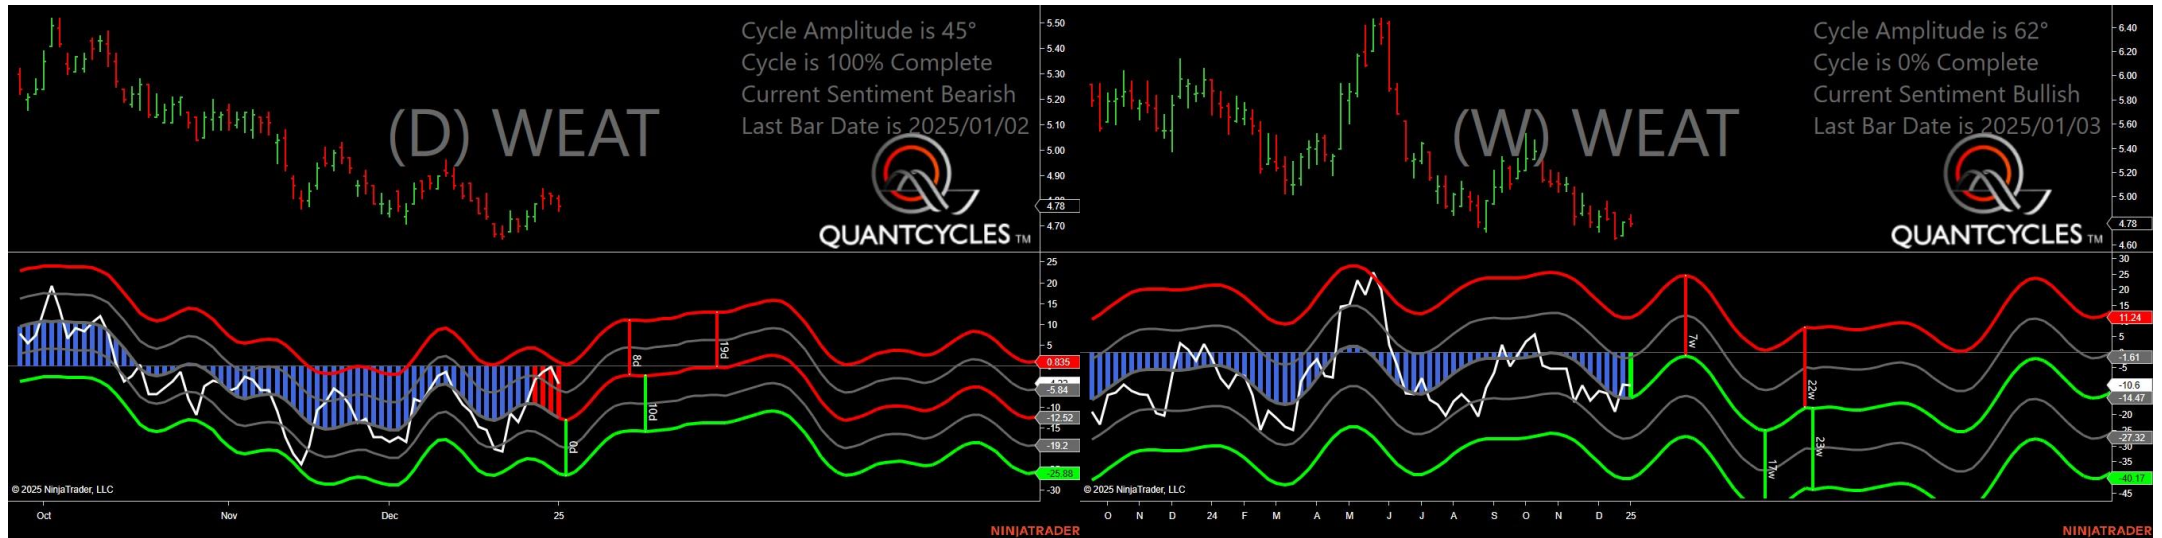 Cycle Amplitude is 45°
Cycle is 100% Complete
Current Sentiment Bearish
Last Bar Date is 2025/01/02
(D) WEAT
QUANTCYCLES TM
5.50
5.40
5.30
5.20
5.10
5.00
4.90
4.78
4.70
25
20
15
10
5
0.835
-5.84
-10
-12.52
-15
-19.2
-25.88
-30
8d
19d
10d
0d
© 2025 NinjaTrader, LLC
Oct
Nov
Dec
25
NINJATRADER
Cycle Amplitude is 62°
Cycle is 0% Complete
Current Sentiment Bullish
Last Bar Date is 2025/01/03
(W) WEAT
QUANTCYCLES TM
6.40
6.20
6.00
5.80
5.60
5.40
5.20
5.00
4.78
4.60
30
25
20
15
11.24
5
-1.61
-5
-10.6
-14.47
-20
-27.32
-30
-35
-40.17
-45
7w
22w
17w
23w
© 2025 NinjaTrader, LLC
O
N
D
24
F
M
A
M
J
J
A
S
O
N
D
25
NINJATRADER